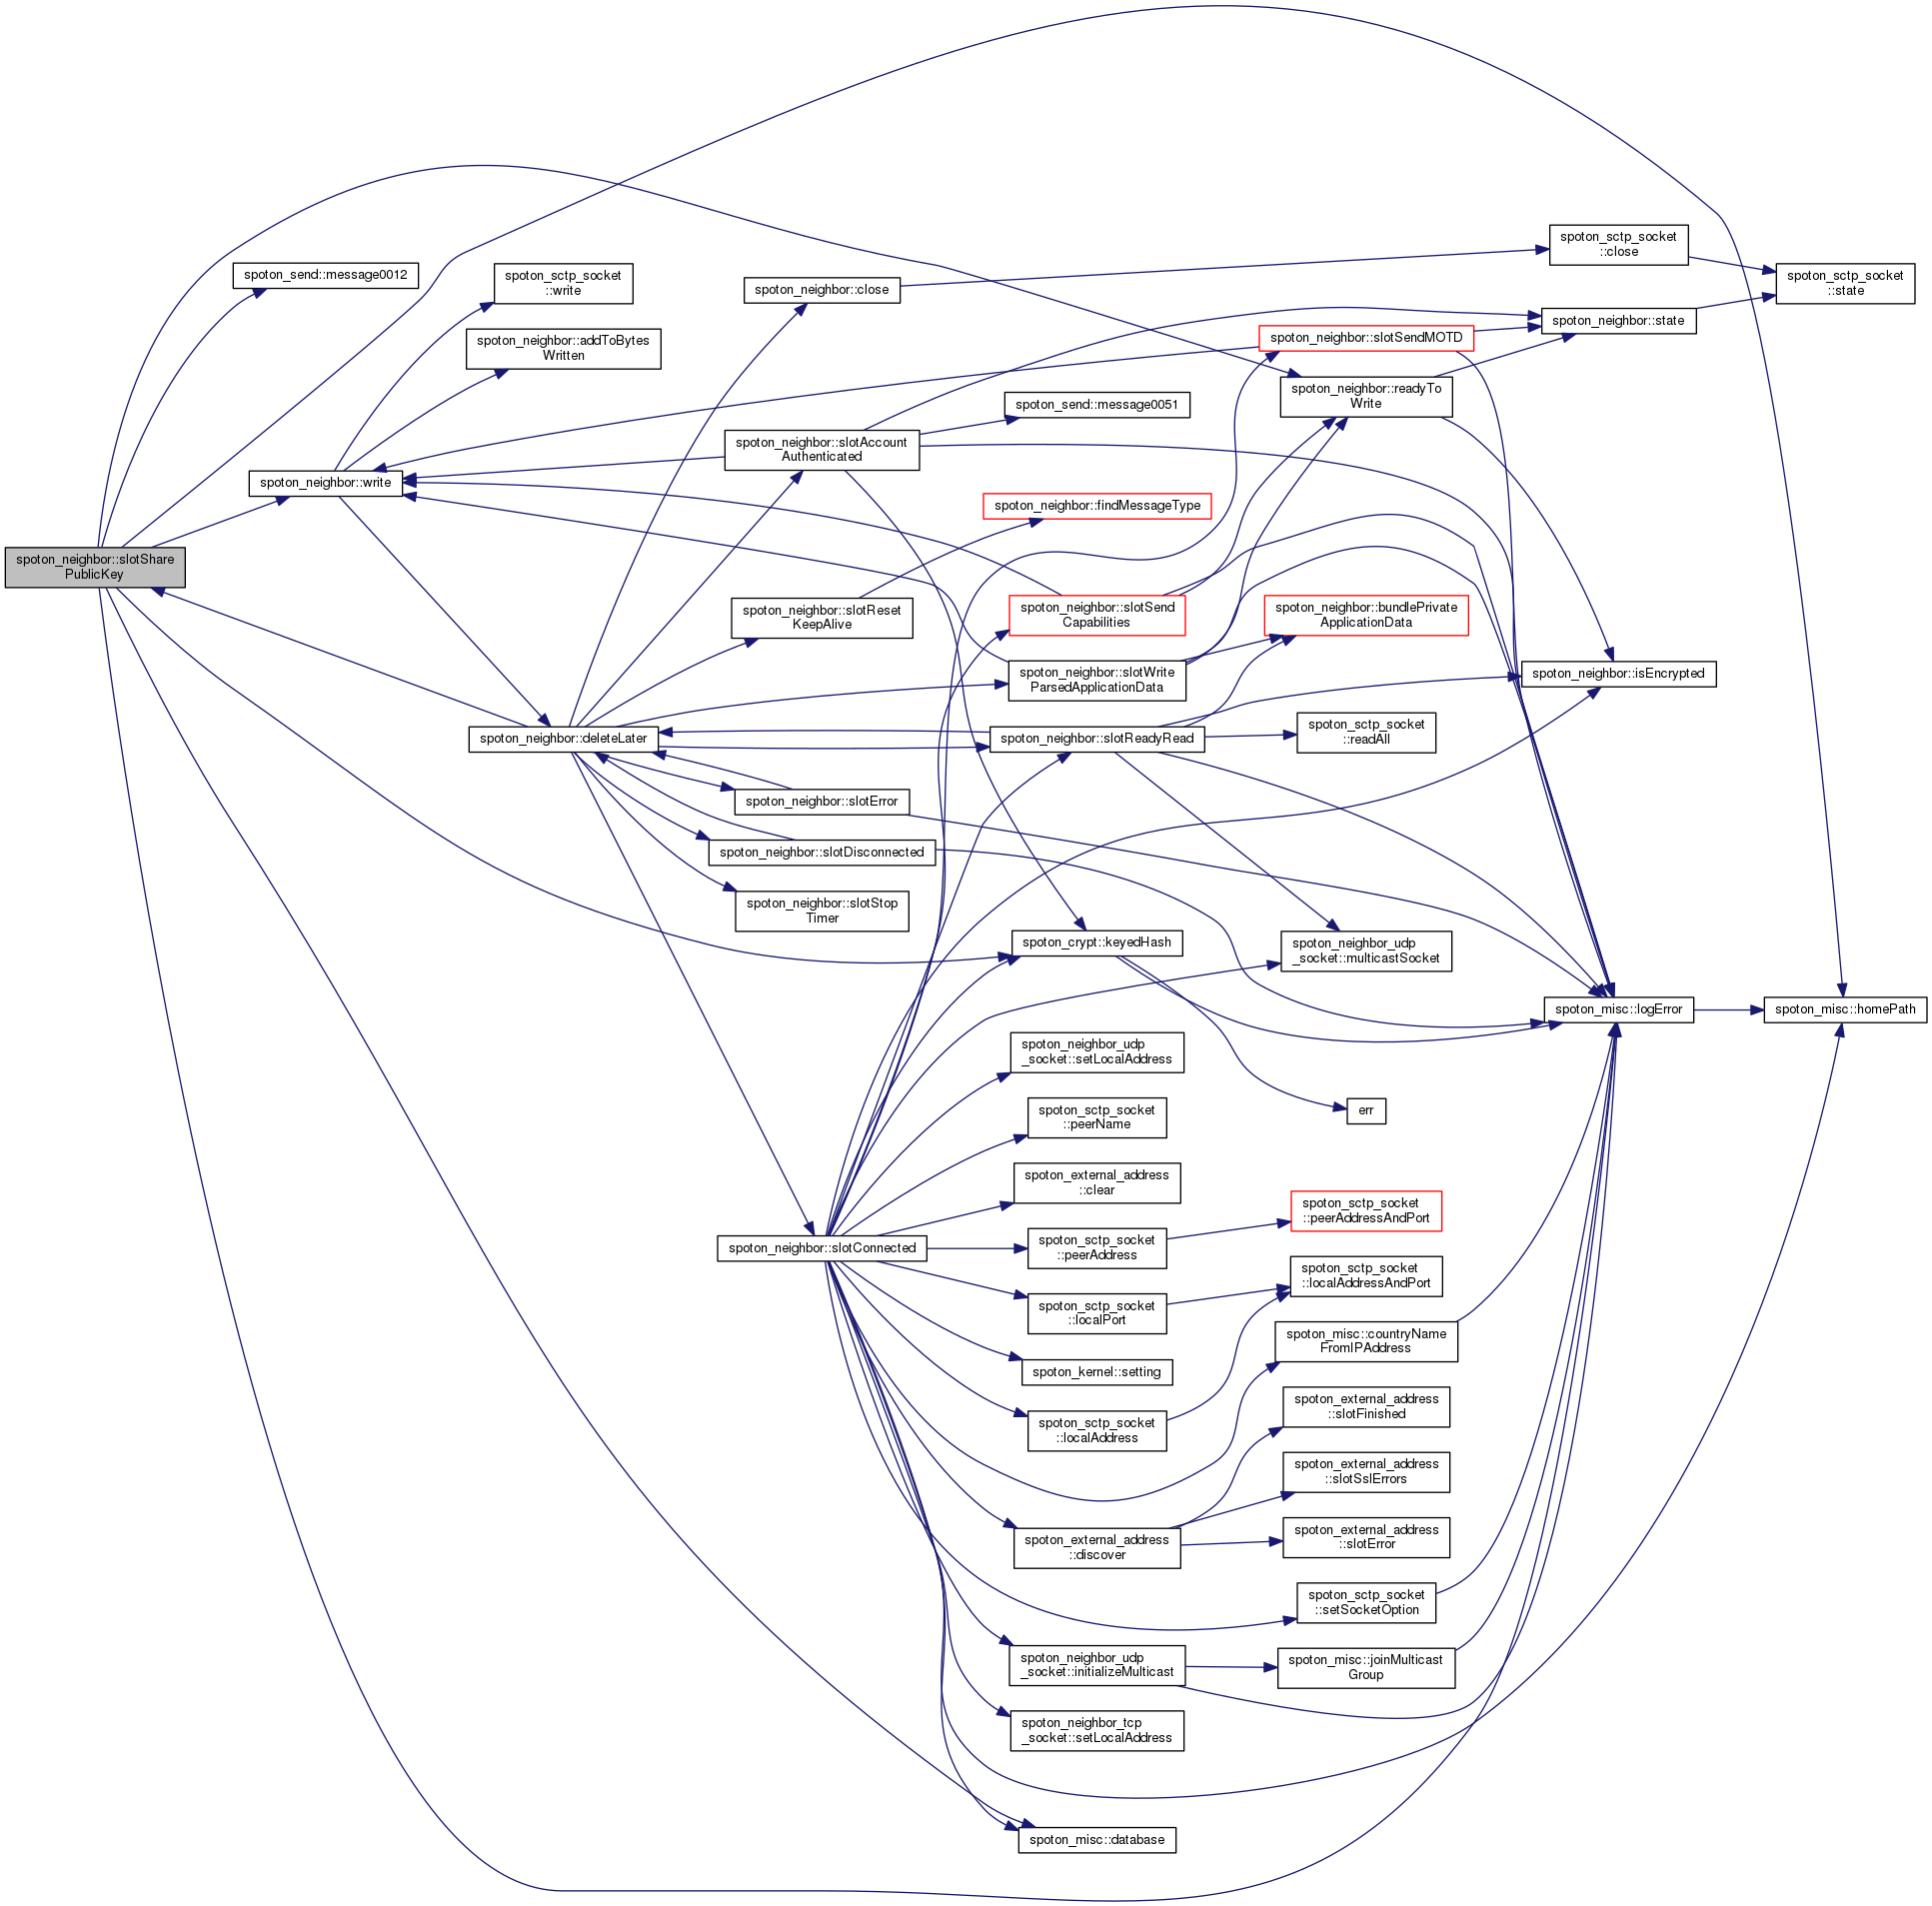 spoton_neighbor::slotShare
PublicKey
spoton_send::message0012
spoton_neighbor::write
spoton_sctp_socket
::write
spoton_neighbor::addToBytes
Written
spoton_neighbor::deleteLater
spoton_neighbor::close
spoton_neighbor::slotAccount
Authenticated
spoton_neighbor::slotReset
KeepAlive
spoton_neighbor::slotError
spoton_neighbor::slotDisconnected
spoton_neighbor::slotStop
Timer
spoton_neighbor::slotConnected
spoton_send::message0051
spoton_neighbor::findMessageType
spoton_neighbor::slotSend
Capabilities
spoton_neighbor::slotWrite
ParsedApplicationData
spoton_neighbor::slotReadyRead
spoton_crypt::keyedHash
spoton_neighbor_udp
_socket::setLocalAddress
spoton_sctp_socket
::peerName
spoton_external_address
::clear
spoton_sctp_socket
::peerAddress
spoton_sctp_socket
::localPort
spoton_kernel::setting
spoton_sctp_socket
::localAddress
spoton_external_address
::discover
spoton_neighbor_udp
_socket::initializeMulticast
spoton_neighbor_tcp
_socket::setLocalAddress
spoton_misc::database
spoton_neighbor::slotSendMOTD
spoton_neighbor::readyTo
Write
spoton_neighbor::bundlePrivate
ApplicationData
spoton_sctp_socket
::readAll
spoton_neighbor_udp
_socket::multicastSocket
err
spoton_sctp_socket
::peerAddressAndPort
spoton_sctp_socket
::localAddressAndPort
spoton_misc::countryName
FromIPAddress
spoton_external_address
::slotFinished
spoton_external_address
::slotSslErrors
spoton_external_address
::slotError
spoton_sctp_socket
::setSocketOption
spoton_misc::joinMulticast
Group
spoton_sctp_socket
::close
spoton_neighbor::state
spoton_neighbor::isEncrypted
spoton_misc::logError
spoton_sctp_socket
::state
spoton_misc::homePath